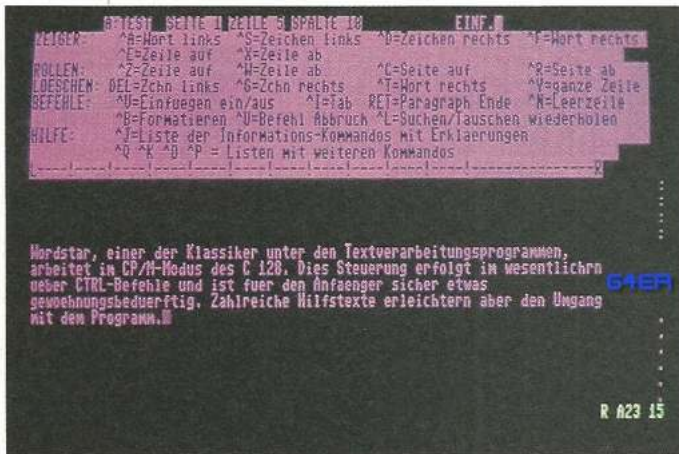 A:TEST SEITE 1 ZEILE 5 SPALTE 18 EINF.
ZEIGER: ^A=Wort links ^S=Zeichen links ^D=Zeichen rechts ^F=Wort rechts
^E=Zeile auf ^X=Zeile ab
ROLLEN: ^Z=Zeile auf ^W=Zeile ab ^C=Seite auf ^R=Seite ab
LOESCHEN: DEL=Zchn links ^G=Zchn rechts ^T=Wort rechts ^Y=ganze Zeile
BEFEHLE: ^V=Einfuegen ein/aus ^I=Tab RET=Paragraph Ende ^N=Leerzeile
^B=Formatieren ^U=Befehl Abbruch ^L=Suchen/Tauschen wiederholen
HILFE: ^J=Liste der Informations-Kommandos mit Erklaerungen
^Q ^K ^O ^P = Listen mit weiteren Kommandos
L----!----!----!----!----!----!----!----!----!----!--------R
Wordstar, einer der Klassiker unter den Textverarbeitungsprogrammen,
arbeitet im CP/M-Modus des C 128. Dies Steuerung erfolgt im wesentlichrn
ueber CTRL-Befehle und ist fuer den Anfaenger sicher etwas
gewoehnungsbeduerftig. Zahlreiche Hilfstexte erleichtern aber den Umgang
mit dem Programm.
64ER
R A23 15